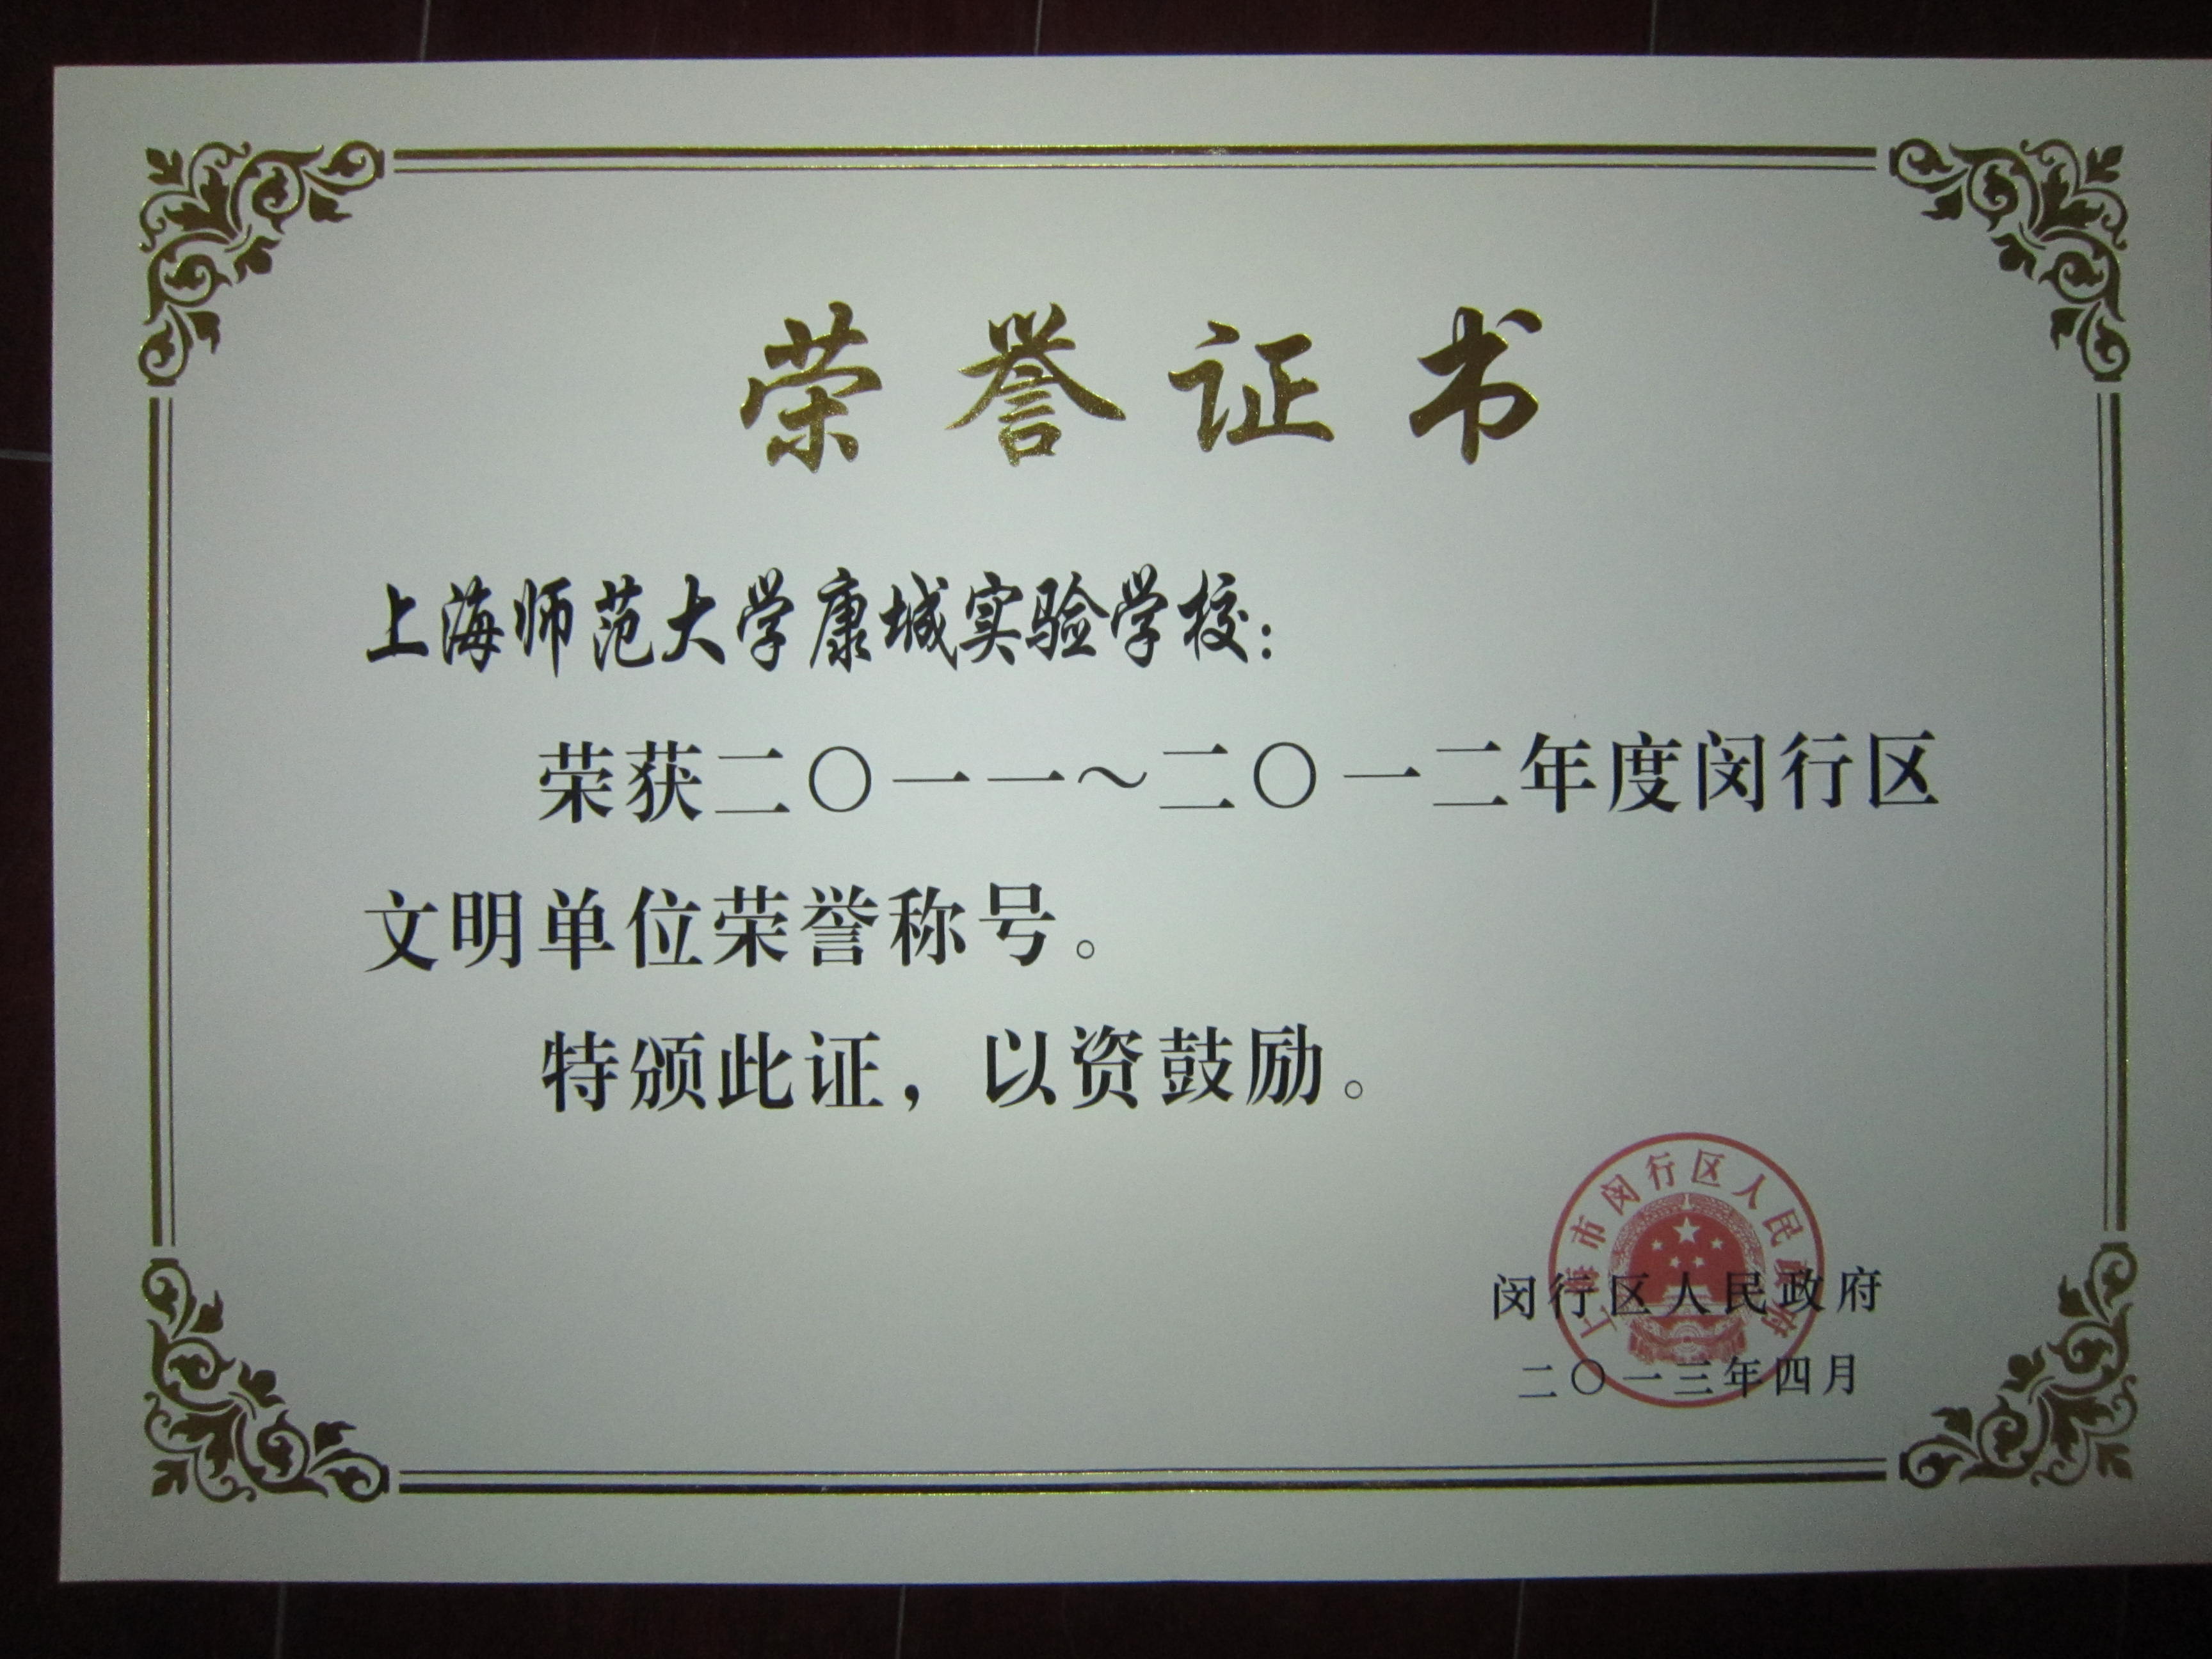 荣誉证书
上海师范大学康城实验学校：
荣获二〇一一～二〇一二年度闵行区
文明单位荣誉称号。
特颁此证，以资鼓励。
上海市闵行区人民政府
闵行区人民政府
二〇一三年四月